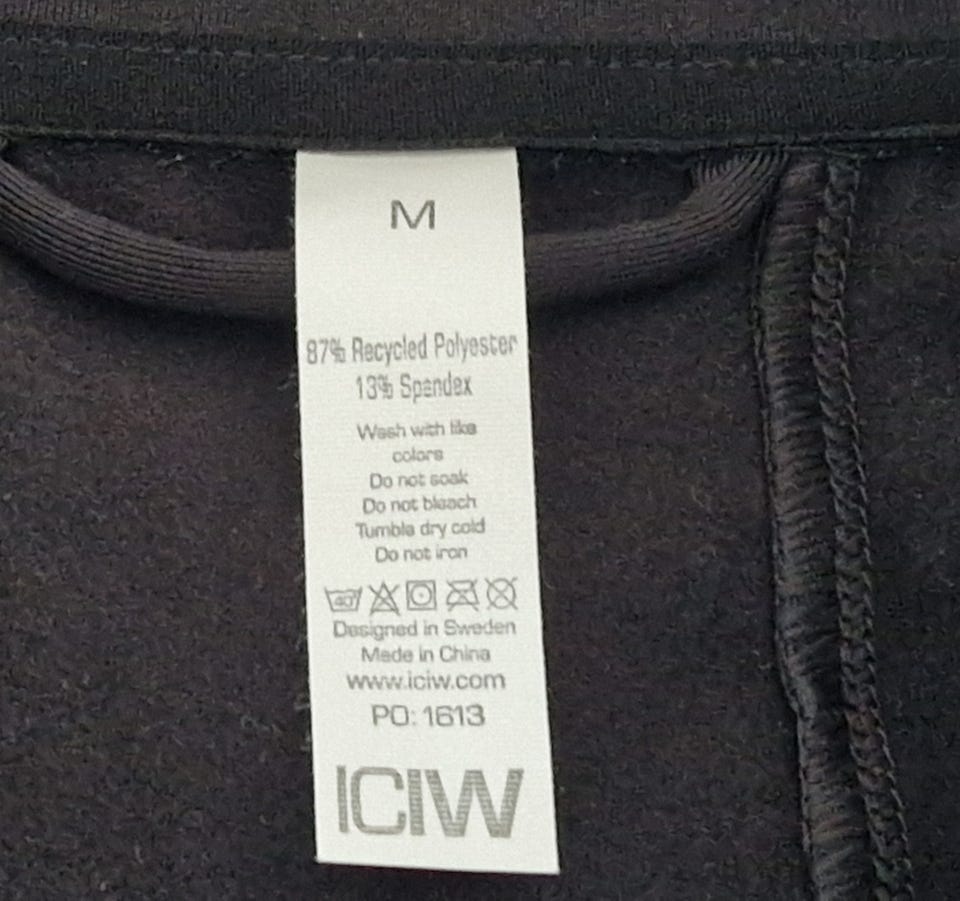 M
87% Recycled Polyester
13% Spandex
Wash with like
colors
Do not soak
Do not bleach
Tumble dry cold
Do not iron
40°
Designed in Sweden
Made in China
www.iciw.com
PO: 1613
ICIW